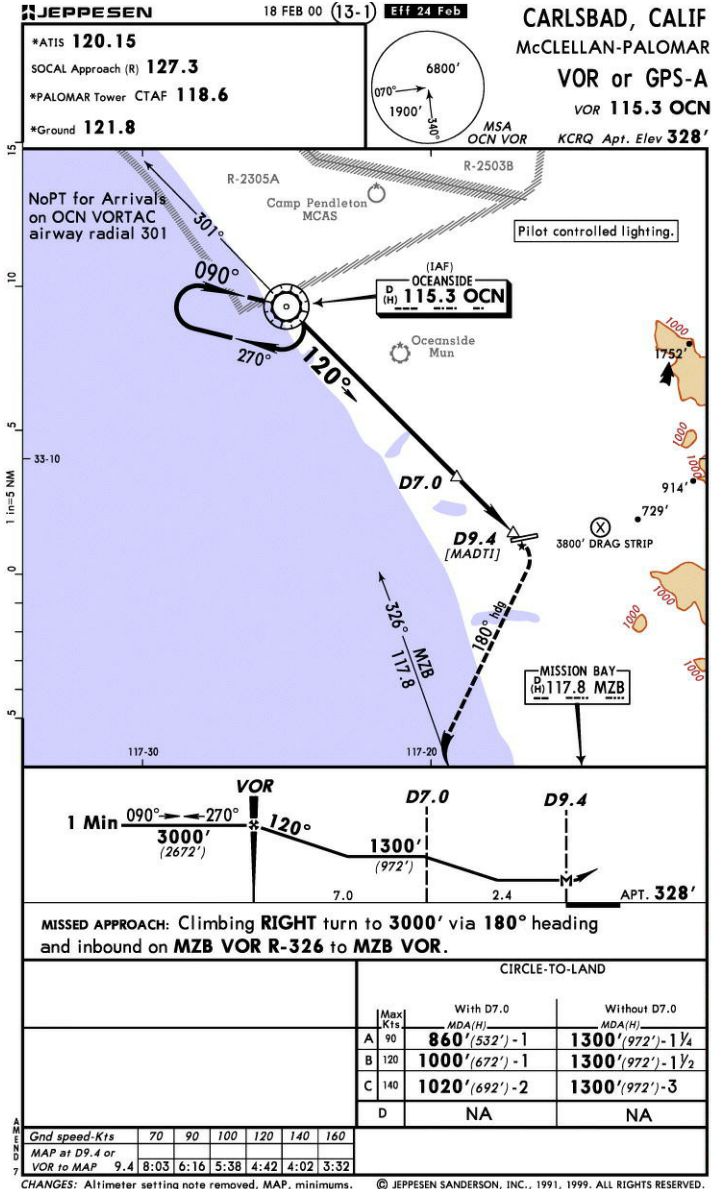 JEPPESEN
18 FEB 00 (13-1) Eff 24 Feb
CARLSBAD, CALIF
McCLELLAN-PALOMAR
VOR or GPS-A
VOR 115.3 OCN
KCRQ Apt. Elev 328'
*ATIS 120.15
SOCAL Approach (R) 127.3
*PALOMAR Tower CTAF 118.6
*Ground 121.8
6800'
070°
1900'
340°
MSA
OCN VOR
15
10
5
1 in=5 NM
0
5
NoPT for Arrivals
on OCN VORTAC
airway radial 301
R-2305A
R-2503B
Camp Pendleton
MCAS
Pilot controlled lighting.
301°
090°
270°
(IAF)
OCEANSIDE
D
(H) 115.3 OCN
120°
Oceanside
Mun
1000
1752'
1000
1000
914'
729'
33-10
D7.0
D9.4
[MADTI]
X
3800' DRAG STRIP
1000
1000
1000
180° hdg
326°
MZB
117.8
MISSION BAY
D
(H) 117.8 MZB
117-30
117-20
VOR
D7.0
D9.4
1 Min 090° 270°
3000'
(2672')
120°
1300'
(972')
M
7.0
2.4
APT. 328'
MISSED APPROACH: Climbing RIGHT turn to 3000' via 180° heading
and inbound on MZB VOR R-326 to MZB VOR.
CIRCLE-TO-LAND
Max Kts. With D7.0 MDA(H) Without D7.0 MDA(H)
A 90 860'(532')-1 1300'(972')-1¼
B 120 1000'(672')-1 1300'(972')-1½
C 140 1020'(692')-2 1300'(972')-3
D NA NA
AMEND 7
Gnd speed-Kts 70 90 100 120 140 160
MAP at D9.4 or
VOR to MAP 9.4 8:03 6:16 5:38 4:42 4:02 3:32
CHANGES: Altimeter setting note removed, MAP, minimums.
© JEPPESEN SANDERSON, INC., 1991, 1999. ALL RIGHTS RESERVED.